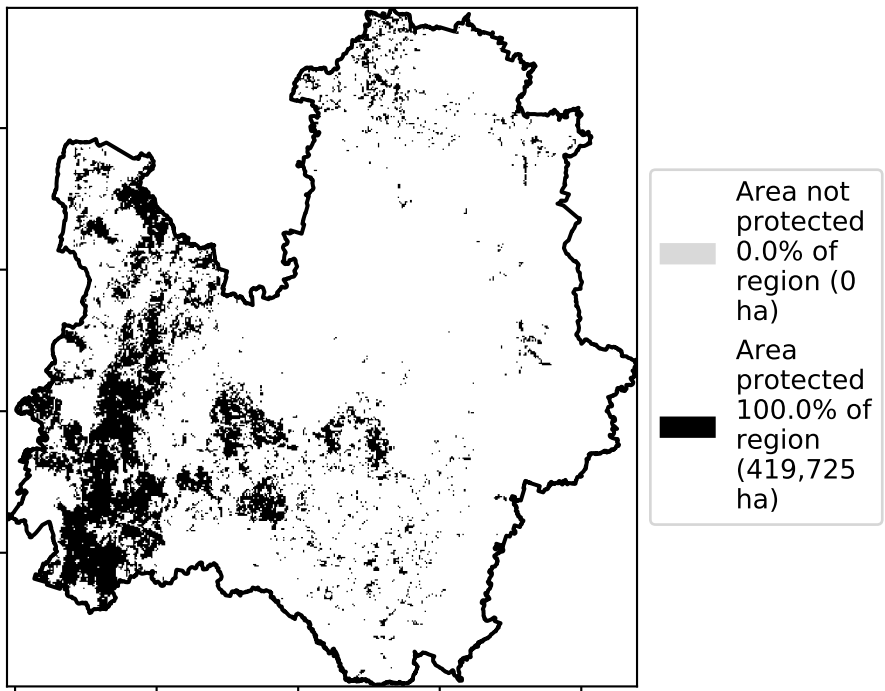 Area not
protected
0.0% of
region (0
ha)
Area
protected
100.0% of
region
(419,725
ha)